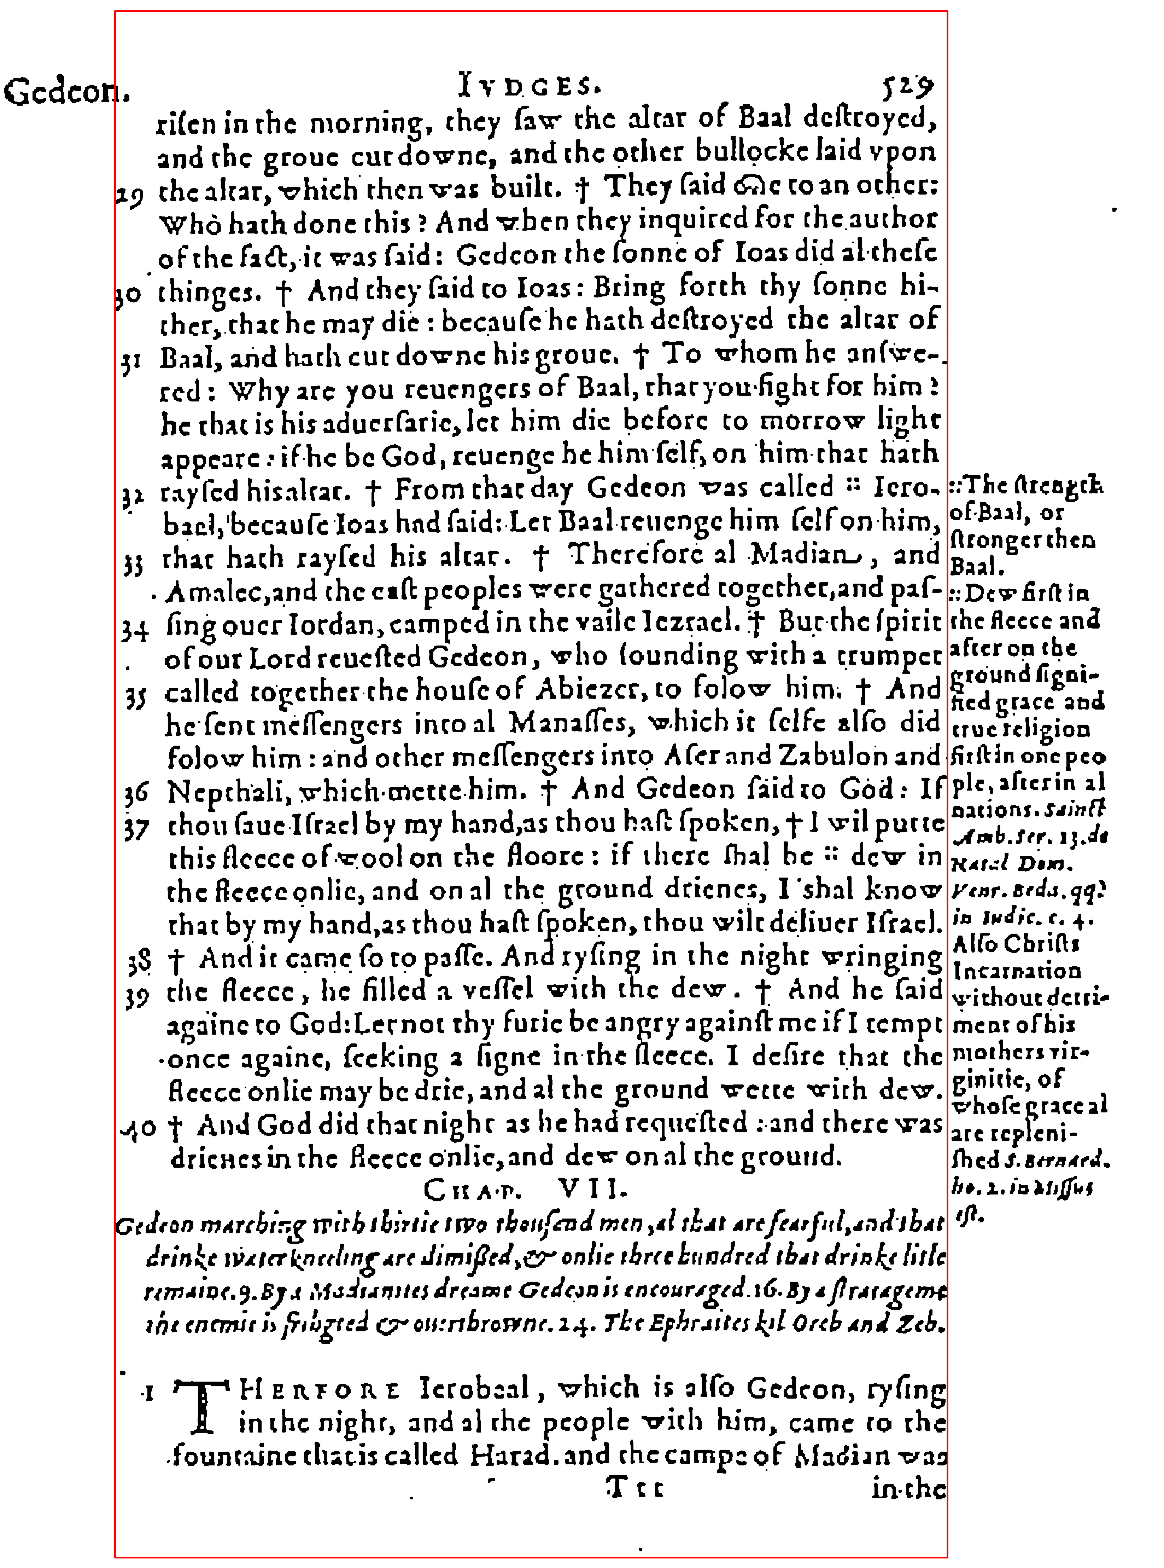 Gedeon.
IVDGES.
529
risen in the morning, they saw the altar of Baal destroyed,
and the groue cut downe, and the other bullocke laid vpon
29 the altar, which then was built. † They said one to an other:
Who hath done this? And when they inquired for the author
of the fact, it was said: Gedeon the sonne of Ioas did al these
30 thinges. † And they said to Ioas: Bring forth thy sonne hi-
ther, that he may die: because he hath destroyed the altar of
31 Baal, and hath cut downe his groue. † To whom he answe-
red: Why are you reuengers of Baal, that you fight for him?
he that is his aduersarie, let him die before to morrow light
appeare: if he be God, reuenge he him self, on him that hath
32 raysed his altar. † From that day Gedeon was called :: Iero-
bael, because Ioas had said: Let Baal reuenge him self on him,
33 that hath raysed his altar. † Therefore al Madian, and
Amalec, and the east peoples were gathered together, and pas-
34 sing ouer Iordan, camped in the vaile Iezrael. † But the spirit
of our Lord reuested Gedeon, who sounding with a trumpet
35 called together the house of Abiezer, to folow him. † And
he sent messengers into al Manasses, which it selfe also did
folow him: and other messengers into Aser and Zabulon and
36 Nepthali, which mette him. † And Gedeon said to God: If
37 thou saue Israel by my hand, as thou hast spoken, † I wil putte
this fleece of wool on the floore: if there shal be :: dew in
the fleece onlie, and on al the ground drienes, I shal know
that by my hand, as thou hast spoken, thou wilt deliuer Israel.
38 † And it came so to passe. And rysing in the night wringing
39 the fleece, he filled a vessel with the dew. † And he said
againe to God: Let not thy furie be angry against me if I tempt
once againe, seeking a signe in the fleece. I desire that the
fleece onlie may be drie, and al the ground wette with dew.
40 † And God did that night as he had requested: and there was
drienes in the fleece onlie, and dew on al the ground.
:: The strength
of Baal, or
stronger then
Baal.
:: Dew first in
the fleece and
after on the
ground signi-
fied grace and
true religion
first in one peo
ple, after in al
nations. Sainct
Amb. ser. 13. de
Natal Dom.
Venr. Beda. qq?
in Iudic. c. 4.
Also Christs
Incarnation
without detri-
ment of his
mothers vir-
ginitie, of
whose grace al
are repleni-
shed S. Bernard.
ho. 2. in Missus
est.
CHAP. VII.
Gedeon marching with thirtie two thousend men, al that are fearful, and that
drinke water kneeling are dimissed, & onlie three hundred that drinke litle
remaine. 9. By a Madianites dreame Gedeon is encouraged. 16. By a stratageme
the enemie is frighted & ouerthrowne. 24. The Ephraites kil Oreb and Zeb.
1 THERFORE Ierobaal, which is also Gedeon, rysing
in the night, and al the people with him, came to the
fountaine that is called Harad. and the campe of Madian was
Ttt
in the